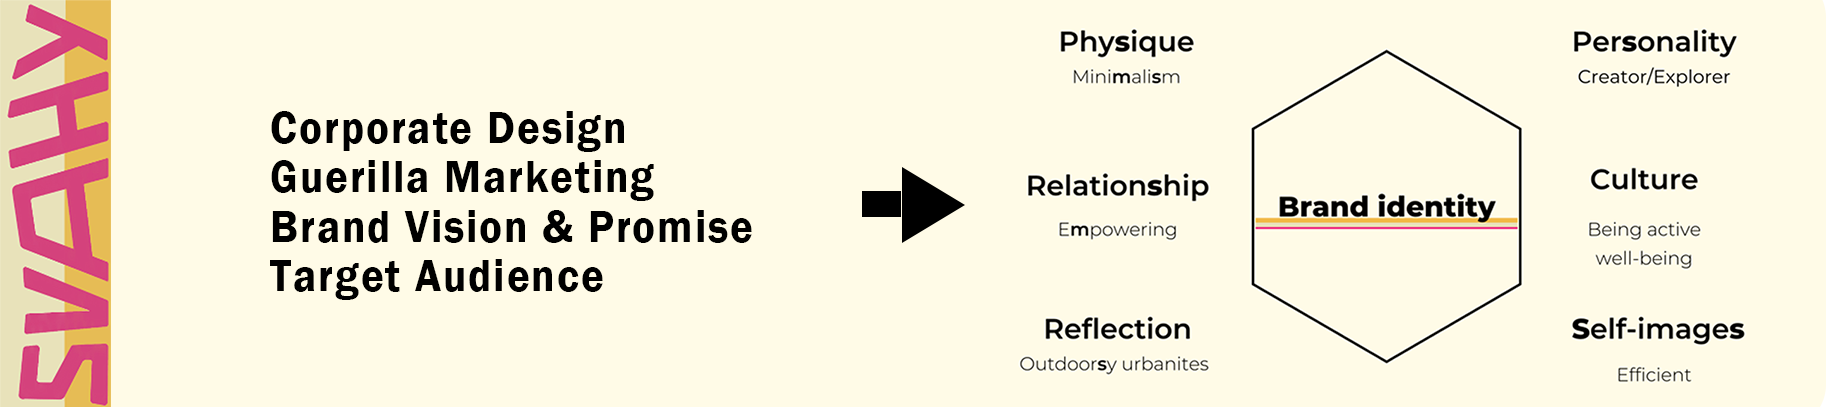 SVAHY
Corporate Design
Guerilla Marketing
Brand Vision & Promise
Target Audience
Physique
Minimalism
Relationship
Empowering
Reflection
Outdoorsy urbanites
Brand identity
Personality
Creator/Explorer
Culture
Being active
well-being
Self-images
Efficient